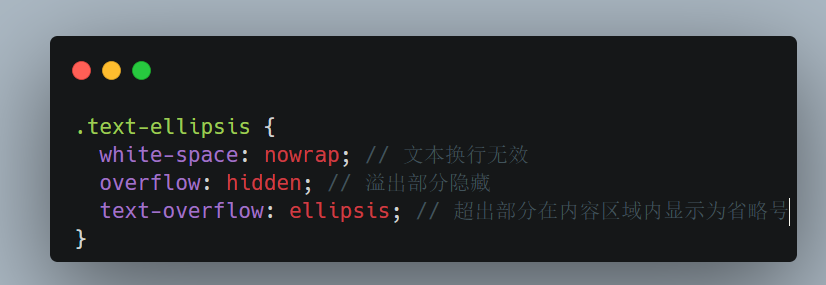 .text-ellipsis {
  white-space: nowrap; // 文本换行无效
  overflow: hidden; // 溢出部分隐藏
  text-overflow: ellipsis; // 超出部分在内容区域内显示为省略号
}